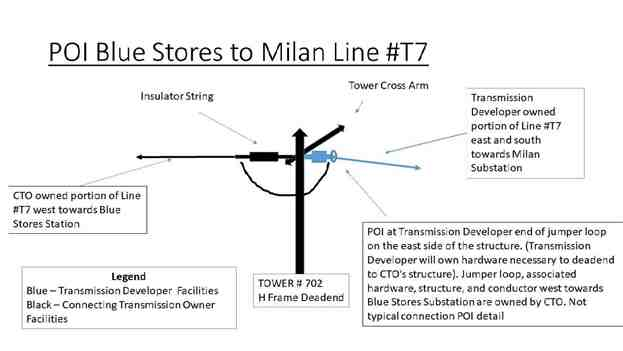 POI Blue Stores to Milan Line #T7
Tower Cross Arm
Insulator String
Transmission
Developer owned
portion of Line #T7
east and south
towards Milan
Substation
CTO owned portion of Line
#T7 west towards Blue
Stores Station
POI at Transmission Developer end of jumper loop
on the east side of the structure. (Transmission
Developer will own hardware necessary to deadend
to CTO's structure). Jumper loop, associated
hardware, structure, and conductor west towards
Blue Stores Substation are owned by CTO. Not
typical connection POI detail
Legend
Blue – Transmission Developer Facilities
Black – Connecting Transmission Owner
Facilities
TOWER # 702
H Frame Deadend